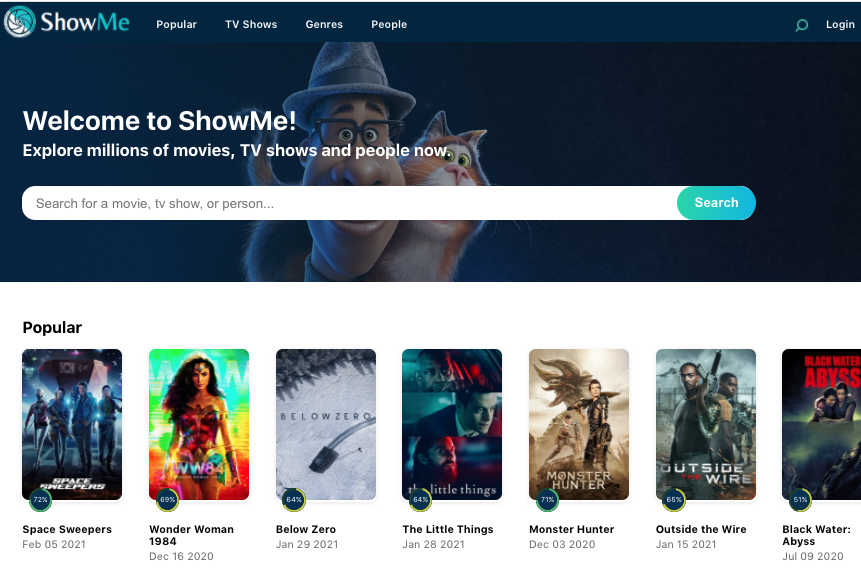 ShowMe Popular TV Shows Genres People Login
Welcome to ShowMe!
Explore millions of movies, TV shows and people now.
Search for a movie, tv show, or person... Search
Popular
SPACE
SWEEPERS
WW84
BELOW ZERO
the little things
MONSTER
HUNTER
OUTSIDE
THE WIRE
BLACK WATER:
ABYSS
72% 69% 64% 64% 71% 65% 51%
Space Sweepers
Feb 05 2021
Wonder Woman
1984
Dec 16 2020
Below Zero
Jan 29 2021
The Little Things
Jan 28 2021
Monster Hunter
Dec 03 2020
Outside the Wire
Jan 15 2021
Black Water:
Abyss
Jul 09 2020